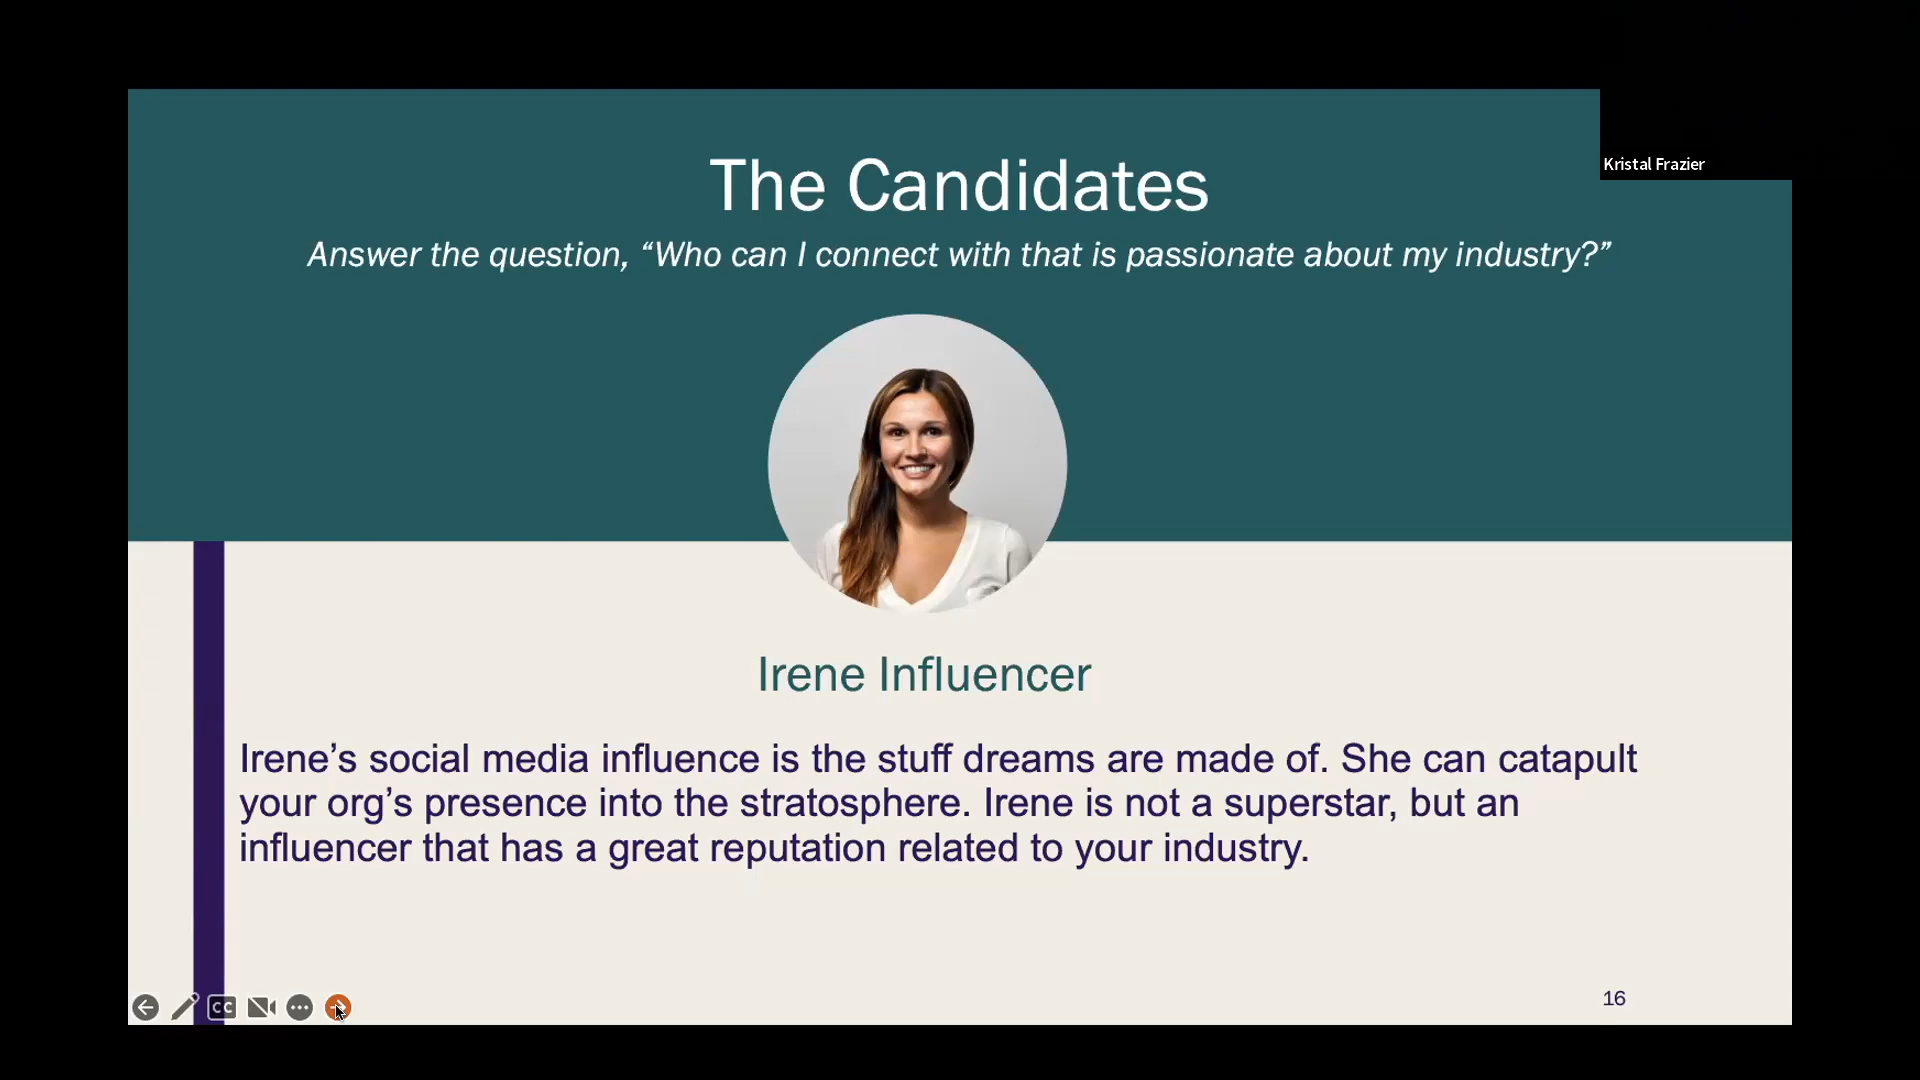 The Candidates
Kristal Frazier
Answer the question, “Who can I connect with that is passionate about my industry?”
Irene Influencer
Irene’s social media influence is the stuff dreams are made of. She can catapult
your org’s presence into the stratosphere. Irene is not a superstar, but an
influencer that has a great reputation related to your industry.
CC
16